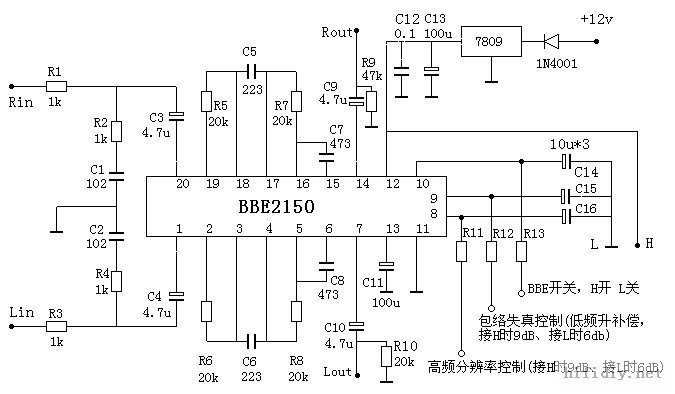 C12 C13
0.1 100u
7809
+12v
1N4001
Rout
C9
4.7u
R9
47k
C5
223
R5
20k
R7
20k
C7
473
Rin
R1
1k
R2
1k
C3
4.7u
C1
102
10u*3
C14
C15
C16
20 19 18 17 16 15 14 12 10
BBE2150
9
8
1 2 3 4 5 6 7 13 11
C2
102
R4
1k
Lin
R3
1k
C4
4.7u
R6
20k
C6
223
R8
20k
C8
473
C11
100u
C10
4.7u
R10
20k
Lout
R11
R12
R13
L
H
BBE开关，H开 L关
包络失真控制(低频升补偿，
接H时9dB、接L时6db)
高频分辨率控制(接H时9dB、接L时6dB)
hifidiy.net